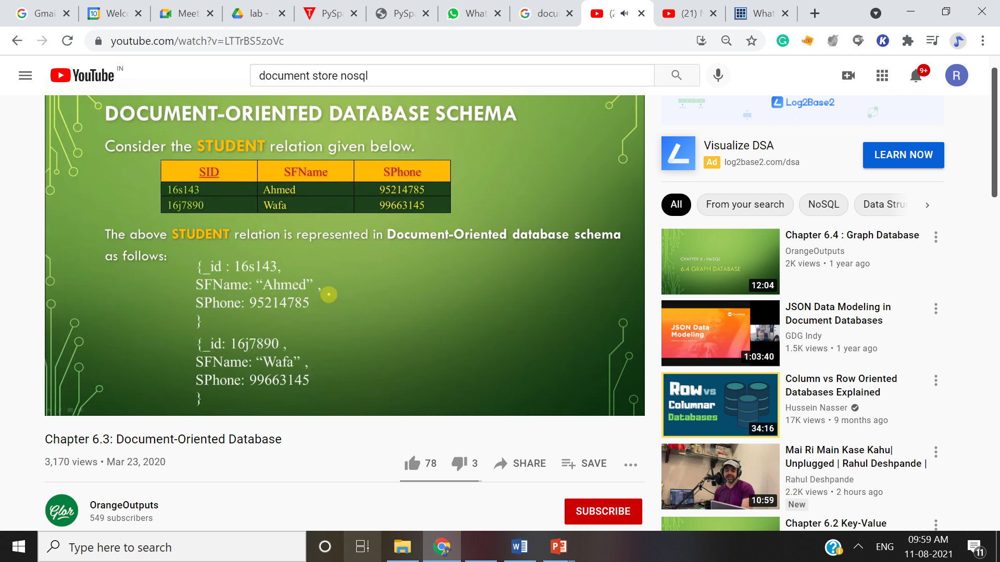 Gmai
10
Welc
Meet
lab -
PySp
PySp
What
docu
(2
(21) N
What
youtube.com/watch?v=LTTrBS5zoVc
K
YouTube IN
document store nosql
9+
R
DOCUMENT-ORIENTED DATABASE SCHEMA
Consider the STUDENT relation given below.
SID SFName SPhone
16s143 Ahmed 95214785
16j7890 Wafa 99663145
The above STUDENT relation is represented in Document-Oriented database schema
as follows:
{_id : 16s143,
SFName: “Ahmed” ,
SPhone: 95214785
}
{_id: 16j7890 ,
SFName: “Wafa” ,
SPhone: 99663145
}
Chapter 6.3: Document-Oriented Database
3,170 views • Mar 23, 2020
78
3
SHARE
SAVE
Glor
OrangeOutputs
549 subscribers
SUBSCRIBE
Log2Base2
Visualize DSA
Ad log2base2.com/dsa
LEARN NOW
All
From your search
NoSQL
Data Struc
CHAPTER 6 : NoSQL
6.4 GRAPH DATABASE
12:04
Chapter 6.4 : Graph Database
OrangeOutputs
2K views • 1 year ago
JSON Data
Modeling
1:03:40
JSON Data Modeling in
Document Databases
GDG Indy
1.5K views • 1 year ago
Row vs
Columnar
Databases
34:16
Column vs Row Oriented
Databases Explained
Hussein Nasser
17K views • 9 months ago
10:59
Mai Ri Main Kase Kahu|
Unplugged | Rahul Deshpande |
Rahul Deshpande
2.2K views • 2 hours ago
New
Chapter 6.2 Key-Value
Type here to search
ENG
09:59 AM
11-08-2021
11